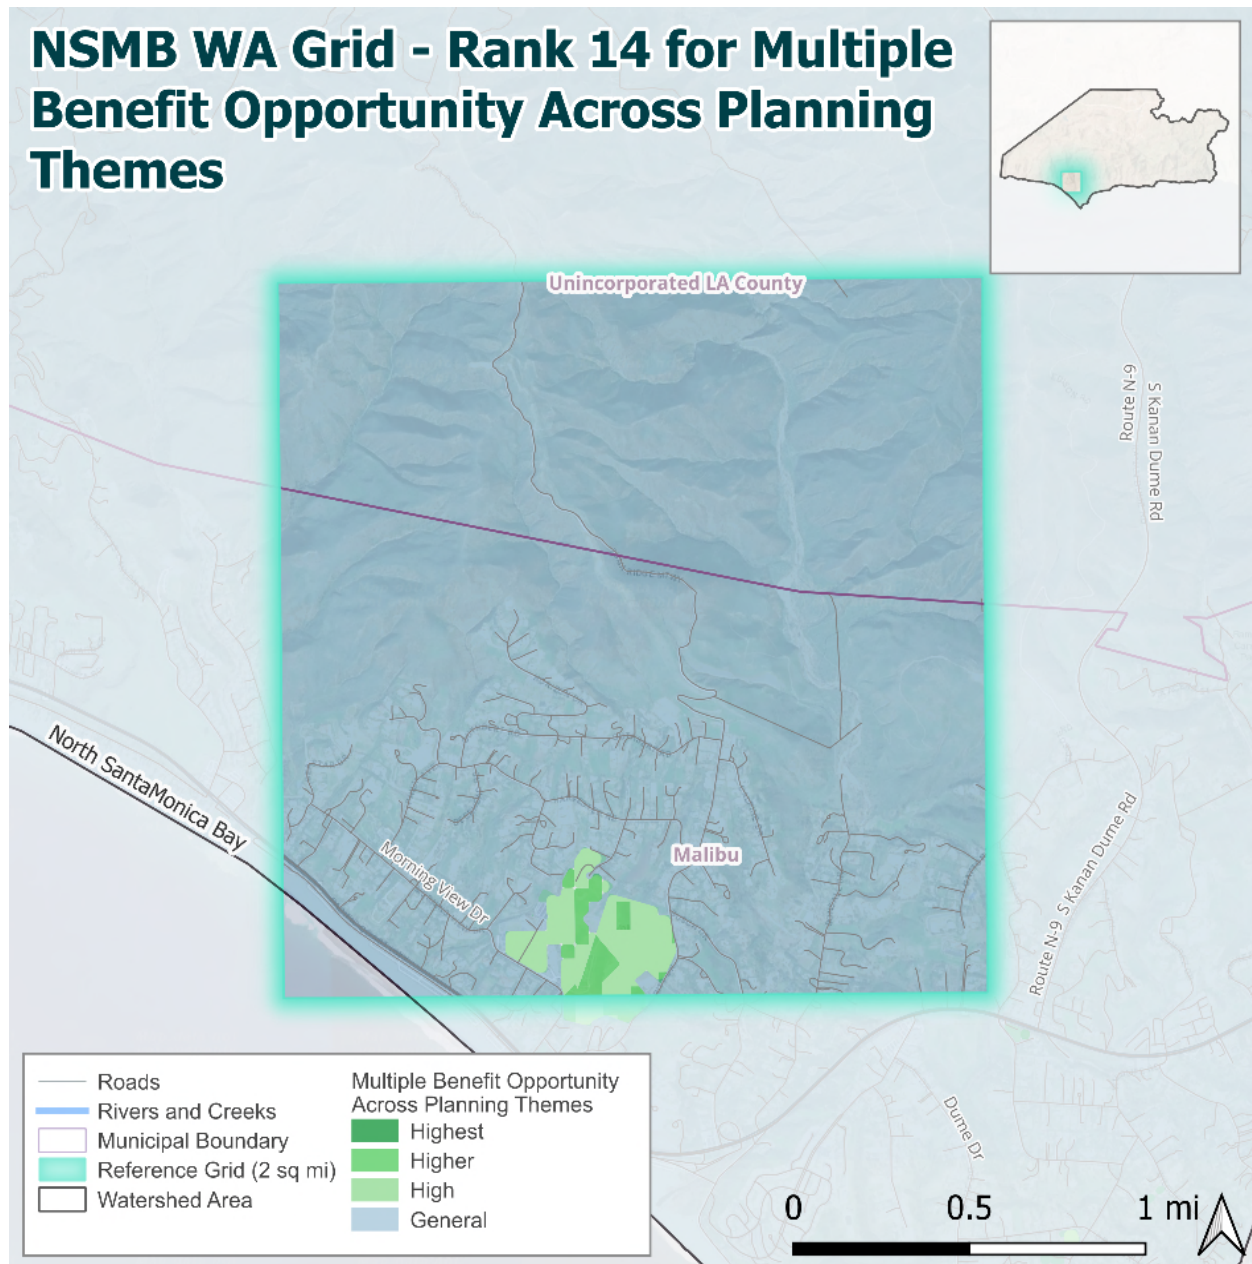 NSMB WA Grid - Rank 14 for Multiple
Benefit Opportunity Across Planning
Themes
Unincorporated LA County
Route N-9
S Kanan Dume Rd
North SantaMonica Bay
Morning View Dr
Malibu
Route N-9 S Kanan Dume Rd
Dume Dr
Roads
Rivers and Creeks
Municipal Boundary
Reference Grid (2 sq mi)
Watershed Area
Multiple Benefit Opportunity
Across Planning Themes
Highest
Higher
High
General
0 0.5 1 mi